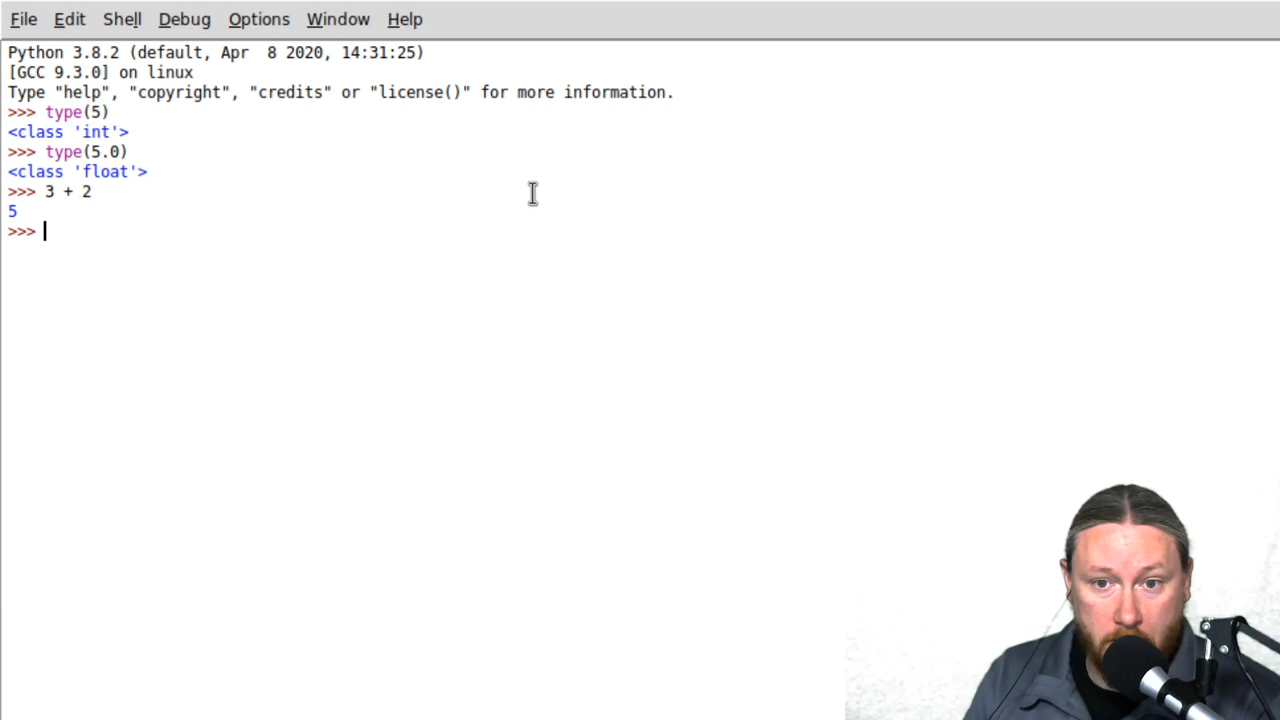 File Edit Shell Debug Options Window Help
Python 3.8.2 (default, Apr  8 2020, 14:31:25)
[GCC 9.3.0] on linux
Type "help", "copyright", "credits" or "license()" for more information.
>>> type(5)
<class 'int'>
>>> type(5.0)
<class 'float'>
>>> 3 + 2
5
>>>